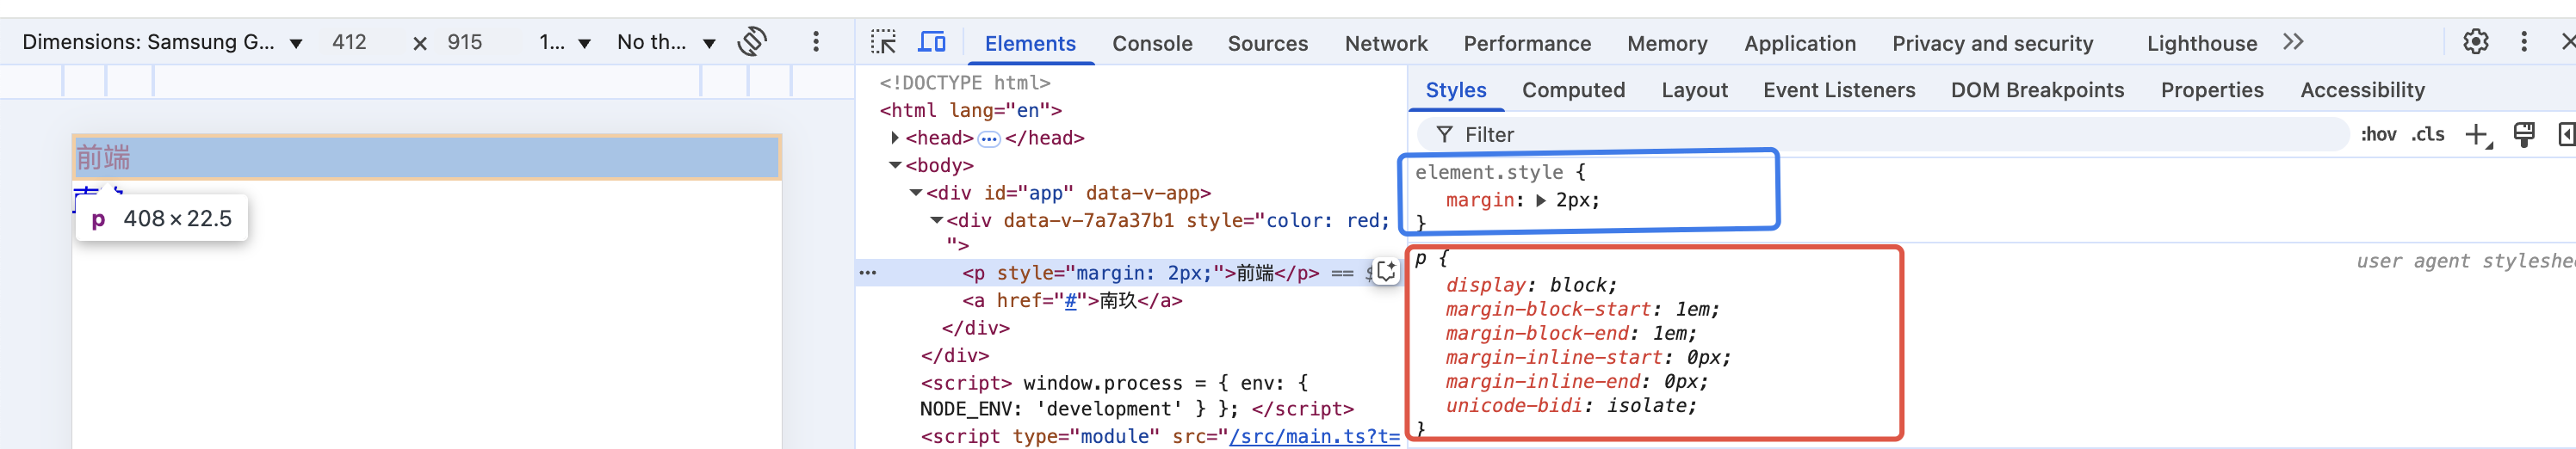 Dimensions: Samsung G... ▼ 412 × 915 1... ▼ No th... ▼
Elements Console Sources Network Performance Memory Application Privacy and security Lighthouse
前端
p 408 × 22.5
<!DOCTYPE html>
<html lang="en">
<head> ⋯ </head>
<body>
<div id="app" data-v-app>
<div data-v-7a7a37b1 style="color: red;
">
<p style="margin: 2px;">前端</p> ==
<a href="#">南玖</a>
</div>
</div>
<script> window.process = { env: {
NODE_ENV: 'development' } }; </script>
<script type="module" src="/src/main.ts?t=
Styles Computed Layout Event Listeners DOM Breakpoints Properties Accessibility
Filter :hov .cls
element.style {
margin: ▶ 2px;
}
p { user agent styleshe
display: block;
margin-block-start: 1em;
margin-block-end: 1em;
margin-inline-start: 0px;
margin-inline-end: 0px;
unicode-bidi: isolate;
}